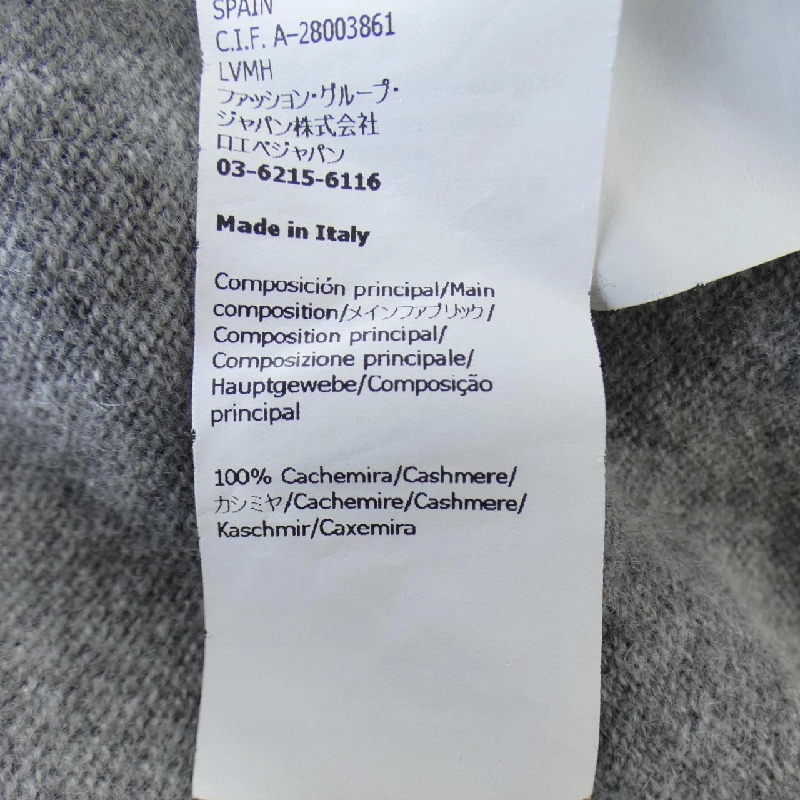 SPAIN
C.I.F. A-28003861
LVMH
ファッション・グループ・
ジャパン株式会社
ロエベジャパン
03-6215-6116
Made in Italy
Composición principal/Main
composition/メインファブリック/
Composition principal/
Composizione principale/
Hauptgewebe/Composição
principal
100% Cachemira/Cashmere/
カシミヤ/Cachemire/Cashmere/
Kaschmir/Caxemira